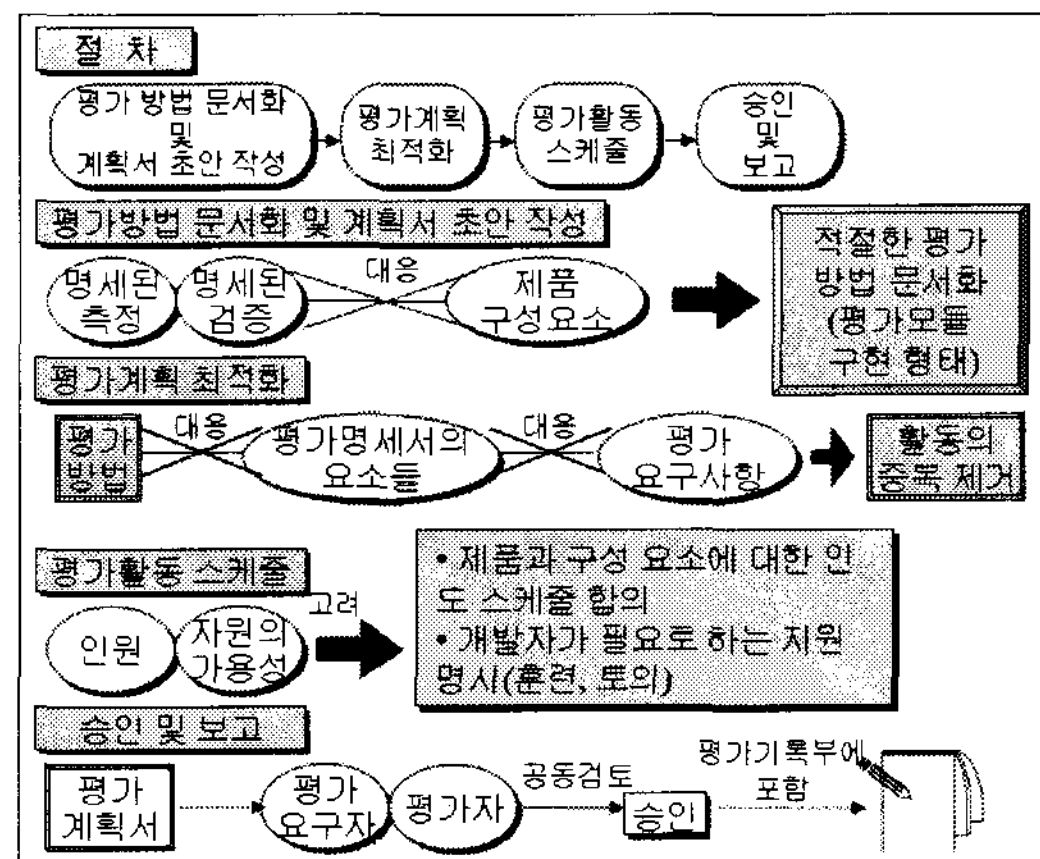 절 차
평가 방법 문서화
및
계획서 초안 작성
평가계획
최적화
평가활동
스케줄
승인
및
보고
평가방법 문서화 및 계획서 초안 작성
명세된
측정
명세된
검증
대응
제품
구성요소
적절한 평가
방법 문서화
(평가모듈
구현 형태)
평가계획 최적화
평가
방법
대응
평가명세서의
요소들
대응
평가
요구사항
활동의
중복 제거
평가활동 스케줄
인원
자원의
가용성
고려
• 제품과 구성 요소에 대한 인
도 스케줄 합의
• 개발자가 필요로 하는 지원
명시(훈련, 토의)
승인 및 보고
평가
계획서
평가
요구자
평가자
공동검토
승인
평가기록부에
포함